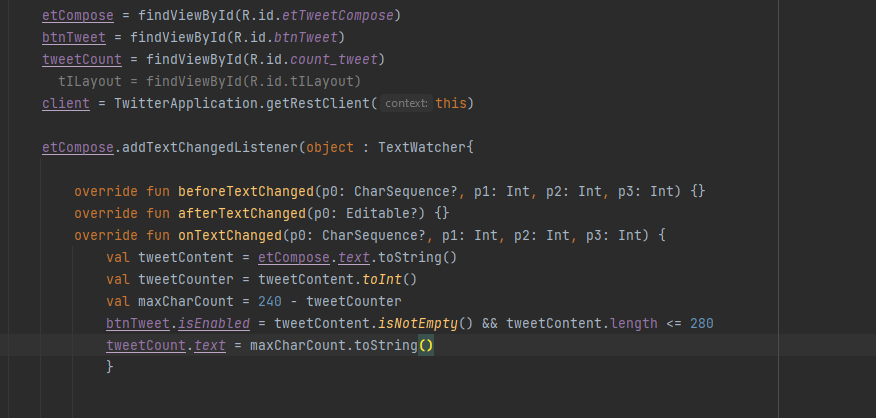 etCompose = findViewById(R.id.etTweetCompose)
btnTweet = findViewById(R.id.btnTweet)
tweetCount = findViewById(R.id.count_tweet)
tILayout = findViewById(R.id.tILayout)
client = TwitterApplication.getRestClient( context: this)
etCompose.addTextChangedListener(object : TextWatcher{
override fun beforeTextChanged(p0: CharSequence?, p1: Int, p2: Int, p3: Int) {}
override fun afterTextChanged(p0: Editable?) {}
override fun onTextChanged(p0: CharSequence?, p1: Int, p2: Int, p3: Int) {
val tweetContent = etCompose.text.toString()
val tweetCounter = tweetContent.toInt()
val maxCharCount = 240 - tweetCounter
btnTweet.isEnabled = tweetContent.isNotEmpty() && tweetContent.length <= 280
tweetCount.text = maxCharCount.toString()
}